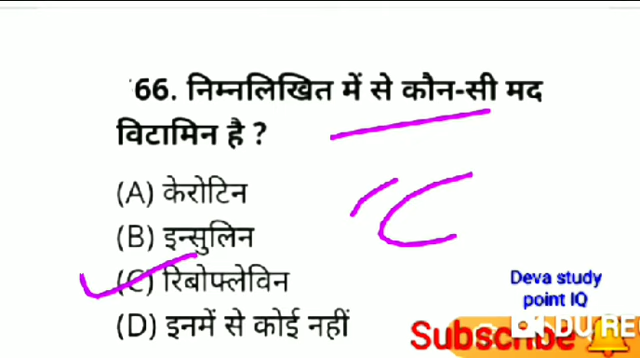 66. निम्नलिखित में से कौन-सी मद
विटामिन है ?
(A) केरोटिन
(B) इन्सुलिन
(C) रिबोफ्लेविन
(D) इनमें से कोई नहीं
C
Deva study
point IQ
Subscribe